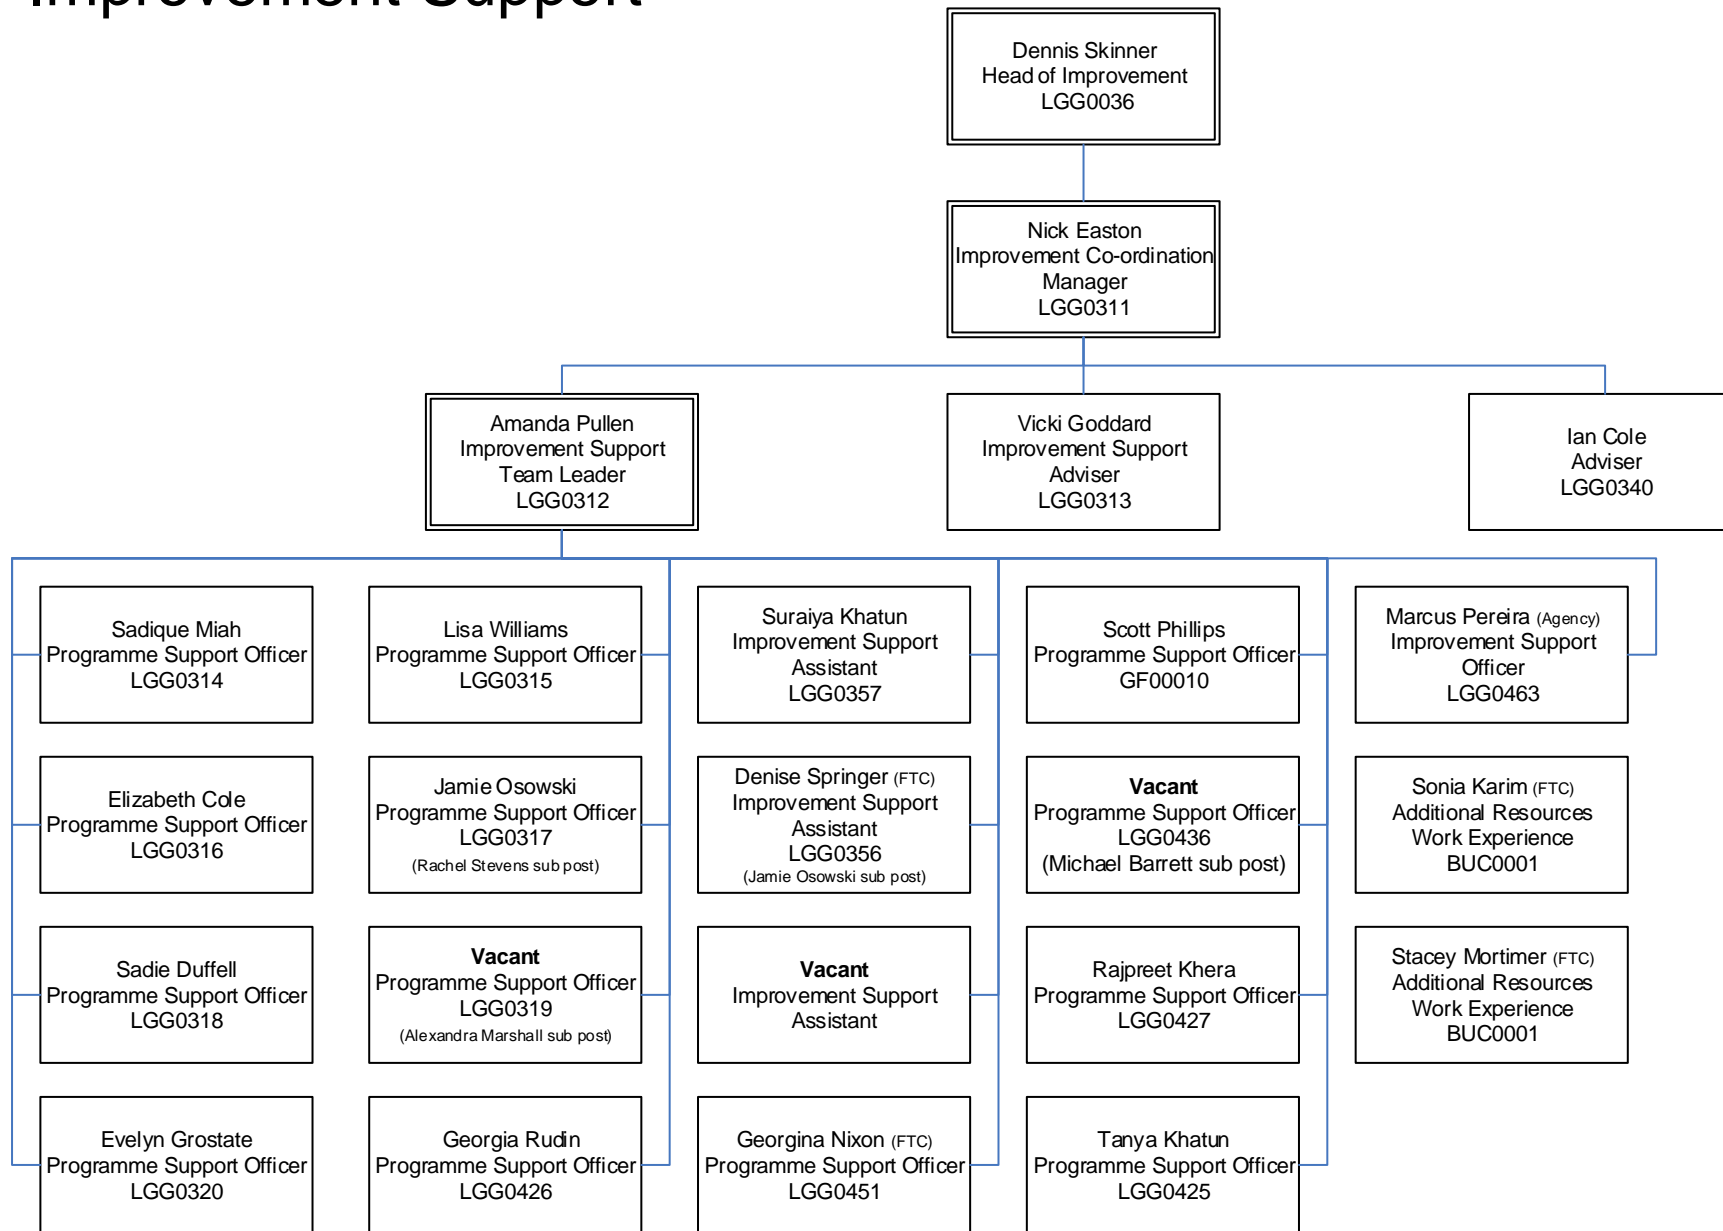 Improvement Support
Dennis Skinner
Head of Improvement
LGG0036
Nick Easton
Improvement Co-ordination
Manager
LGG0311
Amanda Pullen
Improvement Support
Team Leader
LGG0312
Vicki Goddard
Improvement Support
Adviser
LGG0313
Ian Cole
Adviser
LGG0340
Sadique Miah
Programme Support Officer
LGG0314
Lisa Williams
Programme Support Officer
LGG0315
Suraiya Khatun
Improvement Support
Assistant
LGG0357
Scott Phillips
Programme Support Officer
GF00010
Marcus Pereira (Agency)
Improvement Support
Officer
LGG0463
Elizabeth Cole
Programme Support Officer
LGG0316
Jamie Osowski
Programme Support Officer
LGG0317
(Rachel Stevens sub post)
Denise Springer (FTC)
Improvement Support
Assistant
LGG0356
(Jamie Osowski sub post)
Vacant
Programme Support Officer
LGG0436
(Michael Barrett sub post)
Sonia Karim (FTC)
Additional Resources
Work Experience
BUC0001
Sadie Duffell
Programme Support Officer
LGG0318
Vacant
Programme Support Officer
LGG0319
(Alexandra Marshall sub post)
Vacant
Improvement Support
Assistant
Rajpreet Khera
Programme Support Officer
LGG0427
Stacey Mortimer (FTC)
Additional Resources
Work Experience
BUC0001
Evelyn Grostate
Programme Support Officer
LGG0320
Georgia Rudin
Programme Support Officer
LGG0426
Georgina Nixon (FTC)
Programme Support Officer
LGG0451
Tanya Khatun
Programme Support Officer
LGG0425